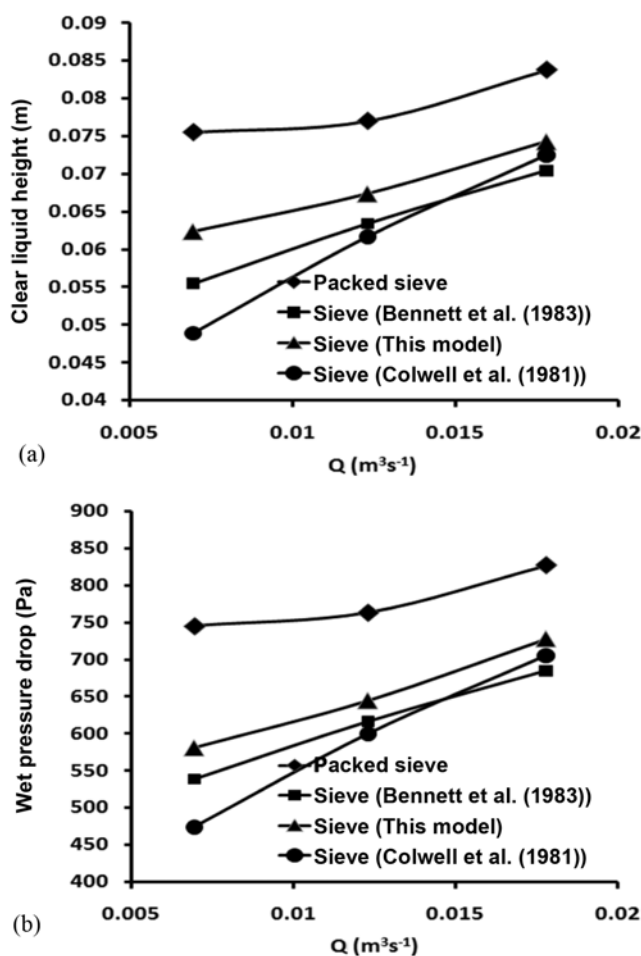 Clear liquid height (m)
0.09
0.085
0.08
0.075
0.07
0.065
0.06
0.055
0.05
0.045
0.04
Packed sieve
Sieve (Bennett et al. (1983))
Sieve (This model)
Sieve (Colwell et al. (1981))
0.005 0.01 0.015 0.02
(a)
Q (m³s⁻¹)
Wet pressure drop (Pa)
900
850
800
750
700
650
600
550
500
450
400
Packed sieve
Sieve (Bennett et al. (1983))
Sieve (This model)
Sieve (Colwell et al. (1981))
0.005 0.01 0.015 0.02
(b)
Q (m³s⁻¹)